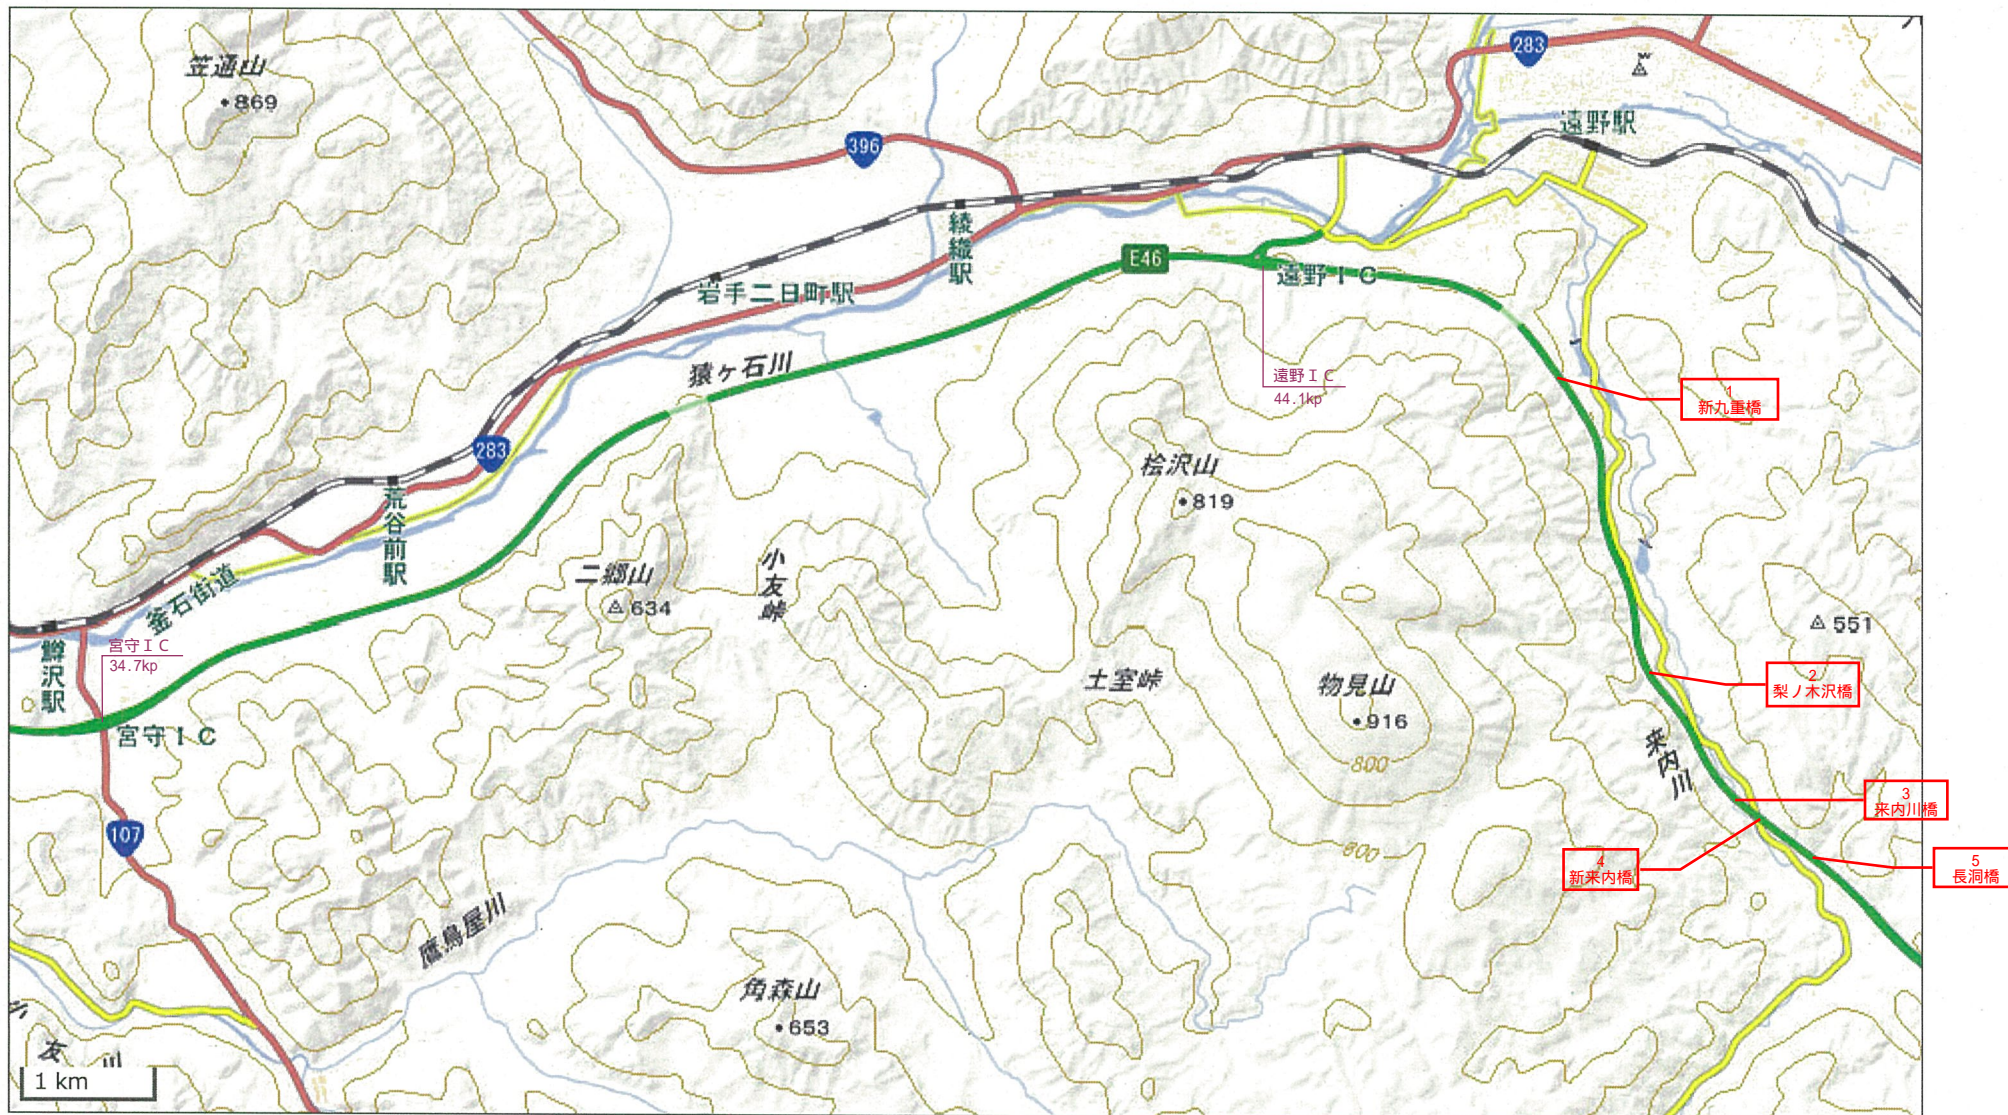 笠通山
869
283
遠野駅
396
綾織駅
E46
遠野IC
岩手二日町駅
猿ヶ石川
遠野IC
44.1kp
1
新九重橋
283
桧沢山
819
荒谷前駅
小友峠
二郷山
634
釜石街道
551
宮守IC
34.7kp
鱒沢駅
土室峠
物見山
916
2
梨ノ木沢橋
宮守IC
来内川
800
3
来内川橋
107
600
4
新来内橋
5
長洞橋
鷹鳥屋川
角森山
653
友川
1 km